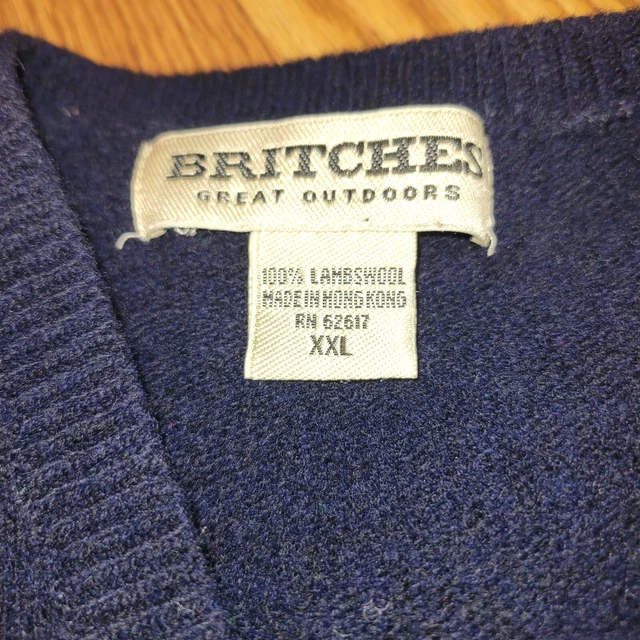 BRITCHES
GREAT OUTDOORS
100% LAMBSWOOL
MADE IN HONG KONG
RN 62617
XXL